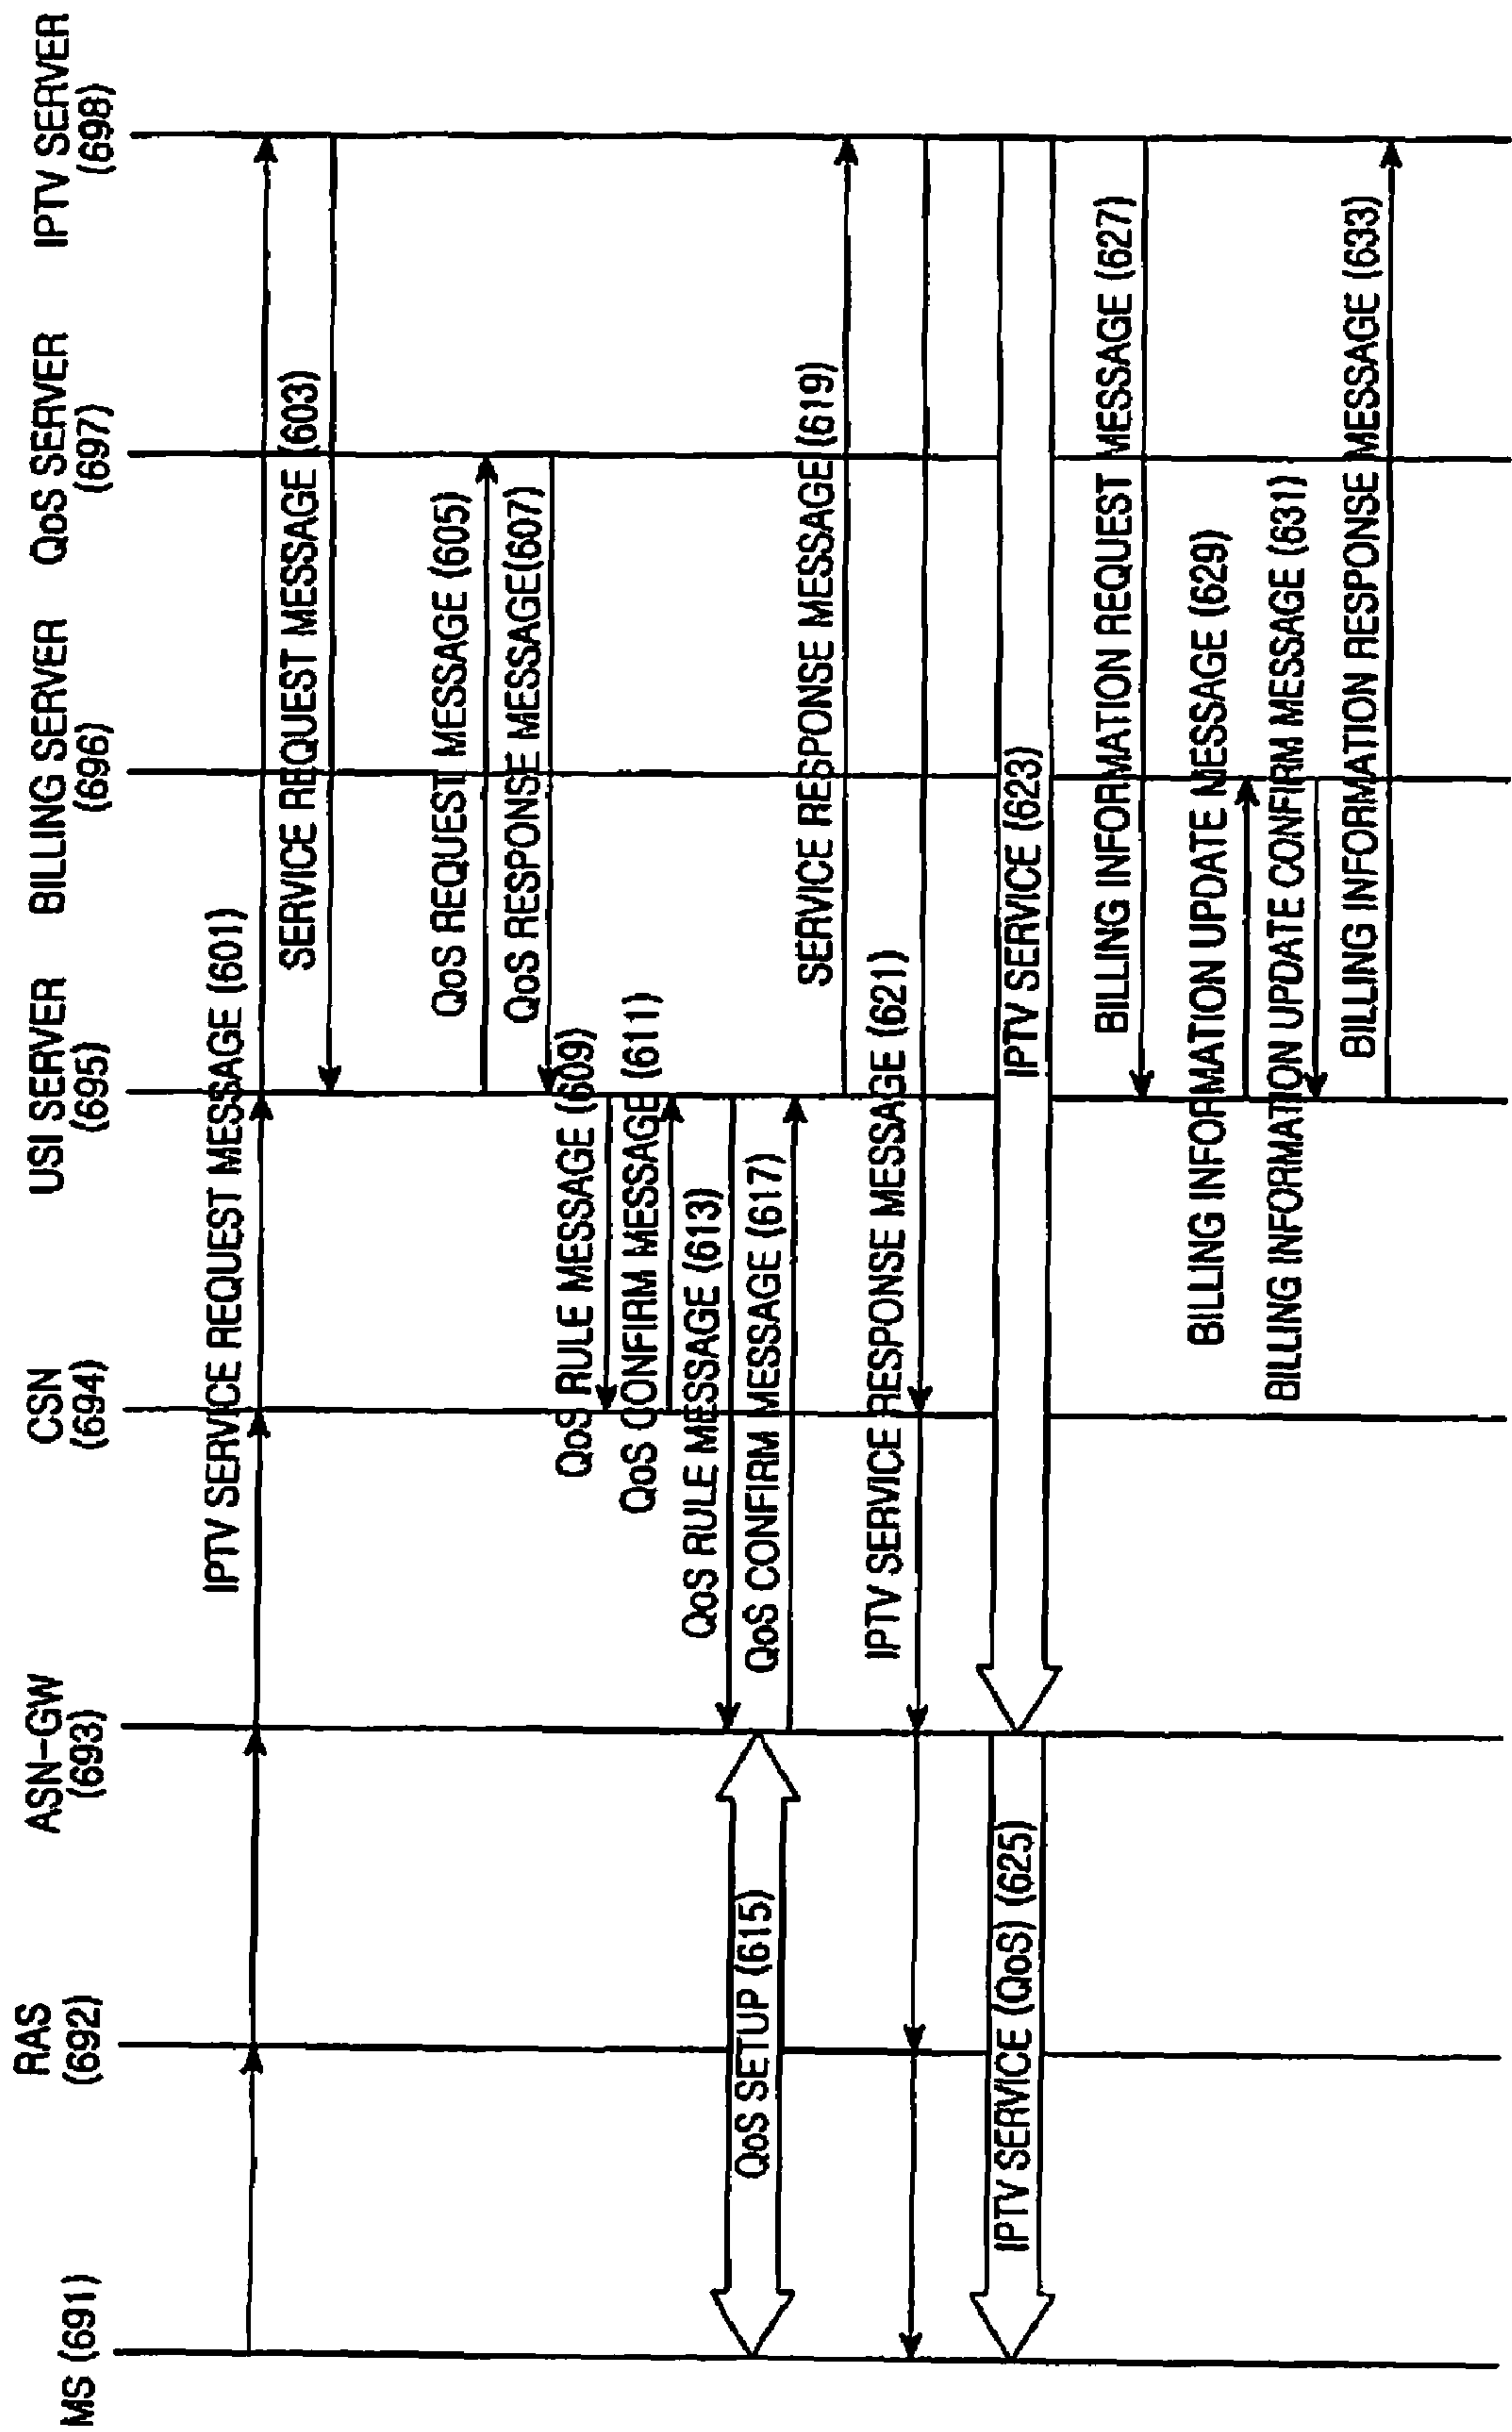 MS (691)
RAS
(692)
ASN-GW
(693)
CSN
(694)
USI SERVER
(695)
BILLING SERVER
(696)
QoS SERVER
(697)
IPTV SERVER
(698)
IPTV SERVICE REQUEST MESSAGE (601)
SERVICE REQUEST MESSAGE (603)
QoS REQUEST MESSAGE (605)
QoS RESPONSE MESSAGE(607)
QoS RULE MESSAGE (609)
QoS CONFIRM MESSAGE (611)
QoS RULE MESSAGE (613)
QoS SETUP (615)
QoS CONFIRM MESSAGE (617)
SERVICE RESPONSE MESSAGE (619)
IPTV SERVICE RESPONSE MESSAGE (621)
IPTV SERVICE (623)
IPTV SERVICE (QoS) (625)
BILLING INFORMATION REQUEST MESSAGE (627)
BILLING INFORMATION UPDATE MESSAGE (629)
BILLING INFORMATION UPDATE CONFIRM MESSAGE (631)
BILLING INFORMATION RESPONSE MESSAGE (633)